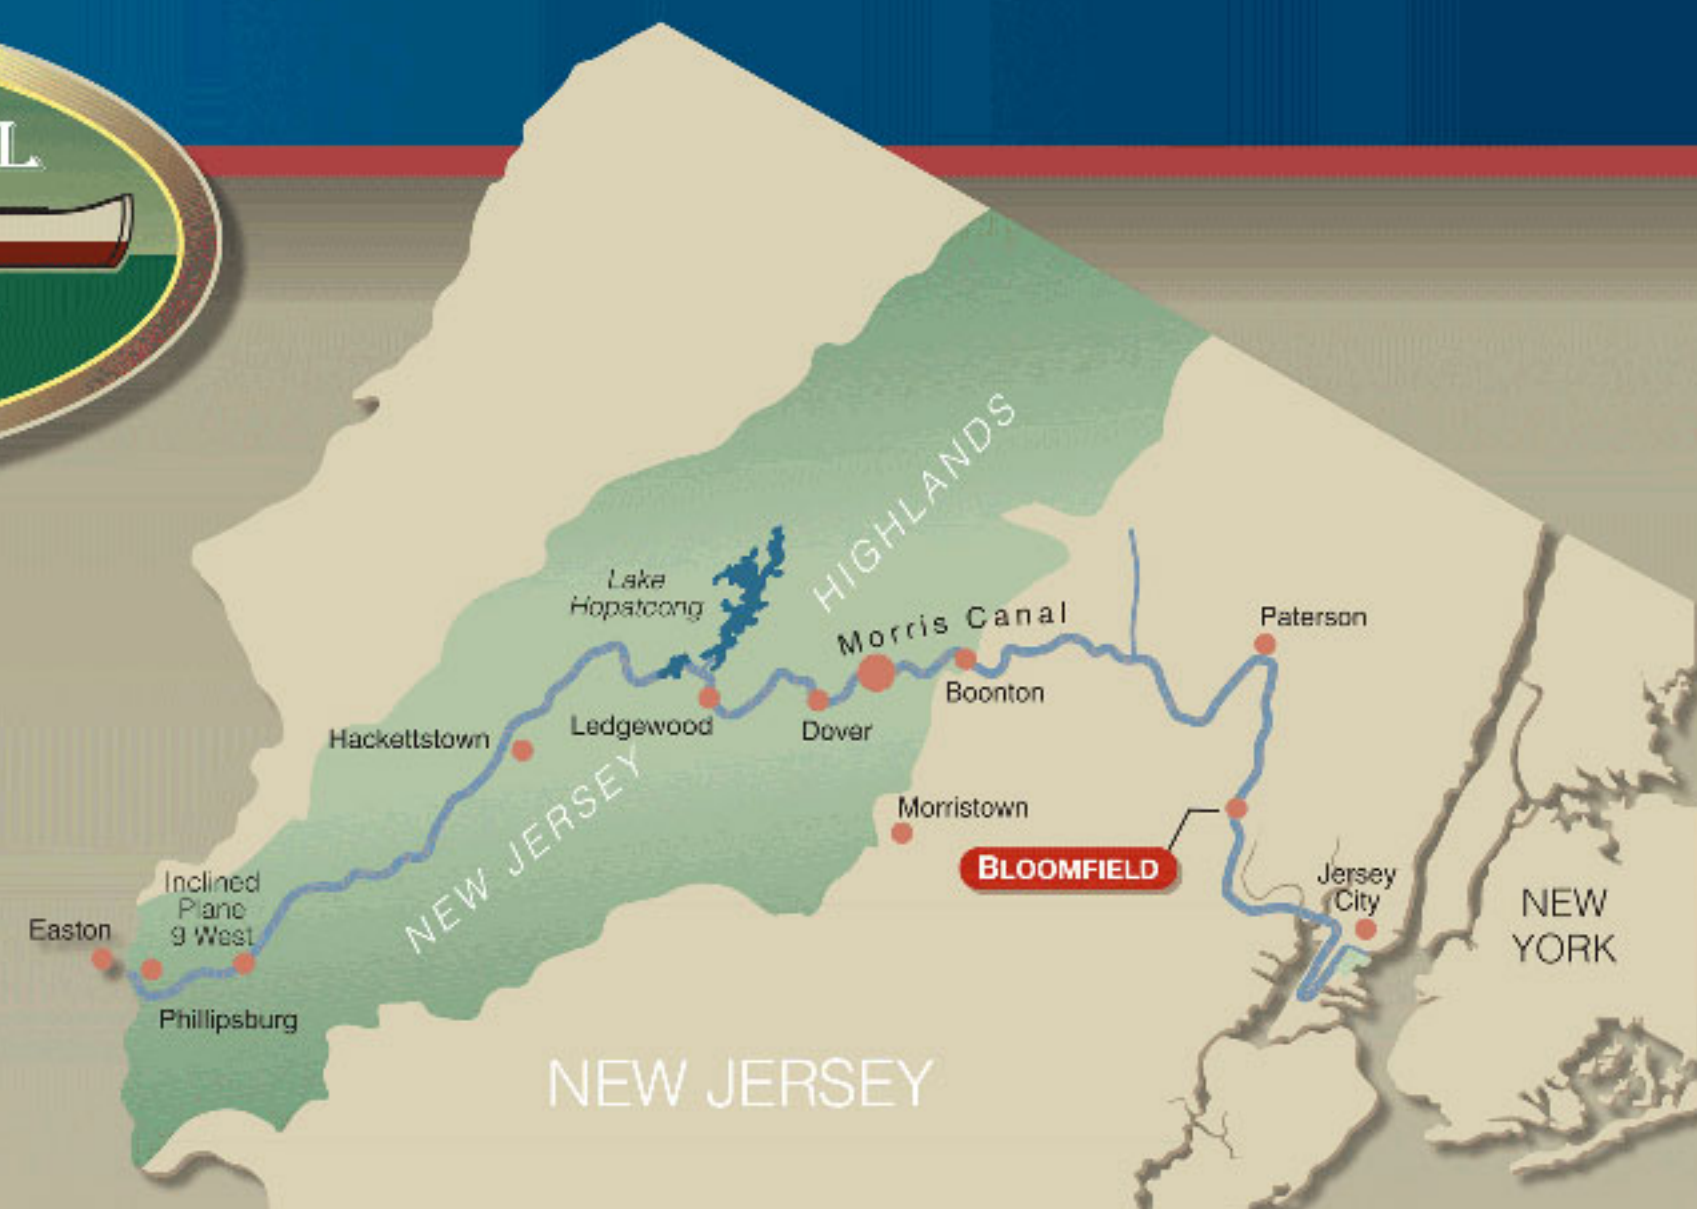 L
HIGHLANDS
Lake
Hopatcong
Morris Canal
Paterson
Boonton
Ledgewood
Dover
Hackettstown
NEW JERSEY
Morristown
BLOOMFIELD
Jersey
City
Inclined
Plane
9 West
Easton
Phillipsburg
NEW
YORK
NEW JERSEY